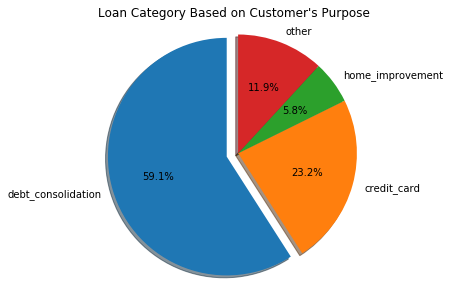 Loan Category Based on Customer's Purpose
other
home_improvement
11.9%
5.8%
59.1%
23.2%
debt_consolidation
credit_card